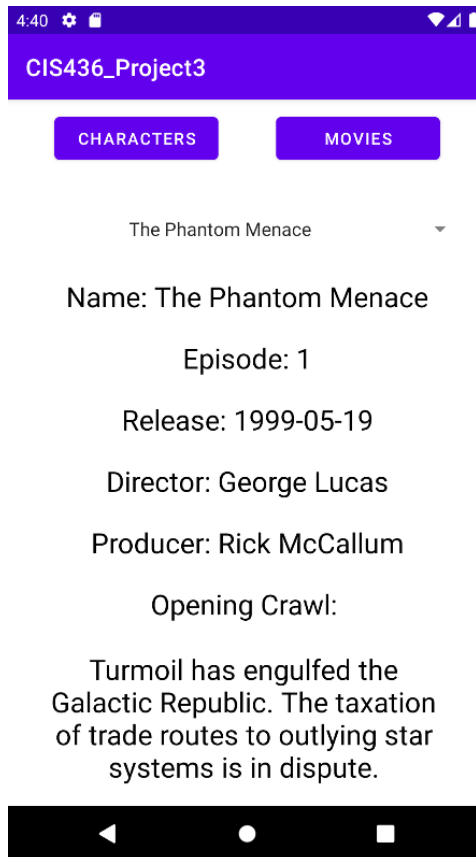 4:40
CIS436_Project3
CHARACTERS MOVIES
The Phantom Menace
Name: The Phantom Menace
Episode: 1
Release: 1999-05-19
Director: George Lucas
Producer: Rick McCallum
Opening Crawl:
Turmoil has engulfed the
Galactic Republic. The taxation
of trade routes to outlying star
systems is in dispute.